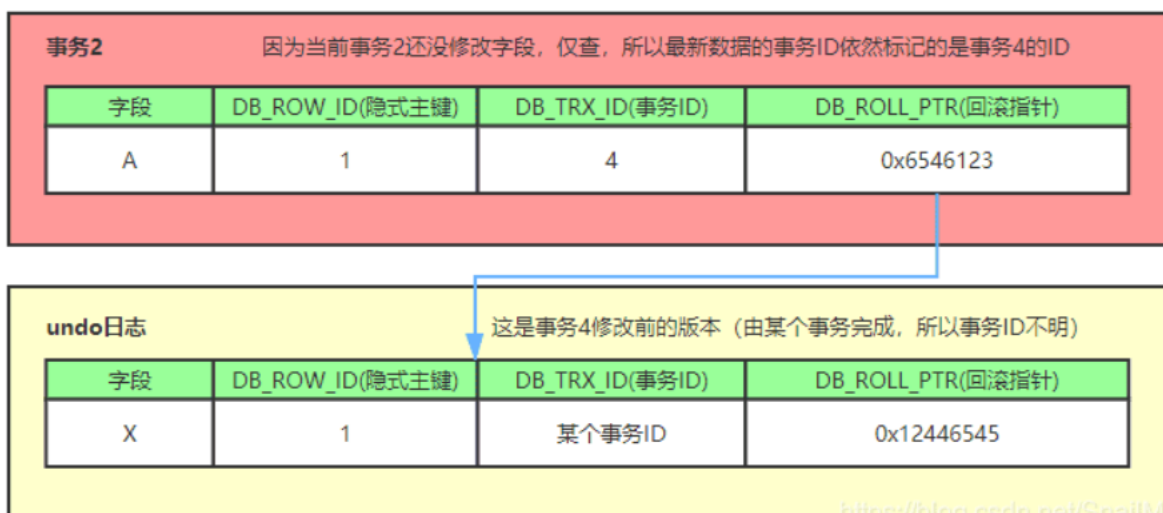 事务2 因为当前事务2还没修改字段，仅查，所以最新数据的事务ID依然标记的是事务4的ID
字段 DB_ROW_ID(隐式主键) DB_TRX_ID(事务ID) DB_ROLL_PTR(回滚指针)
A 1 4 0x6546123
undo日志 这是事务4修改前的版本（由某个事务完成，所以事务ID不明）
字段 DB_ROW_ID(隐式主键) DB_TRX_ID(事务ID) DB_ROLL_PTR(回滚指针)
X 1 某个事务ID 0x12446545